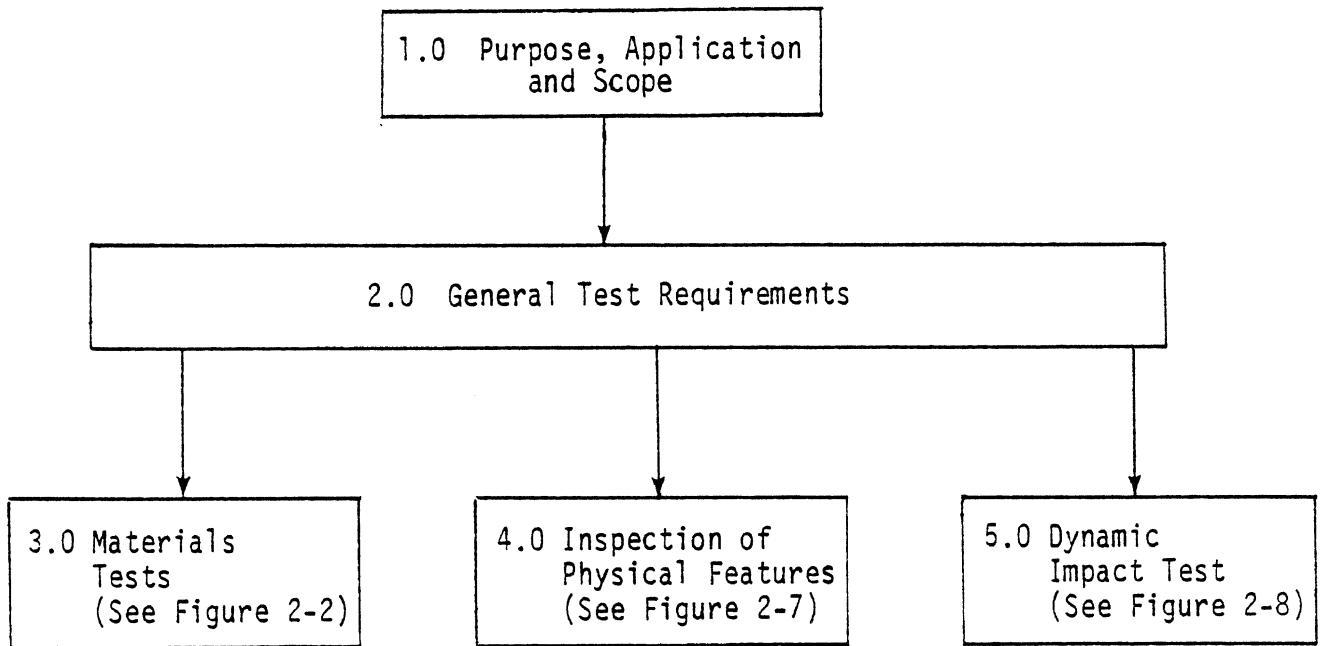 1.0 Purpose, Application
and Scope
2.0 General Test Requirements
3.0 Materials
Tests
(See Figure 2-2)
4.0 Inspection of
Physical Features
(See Figure 2-7)
5.0 Dynamic
Impact Test
(See Figure 2-8)